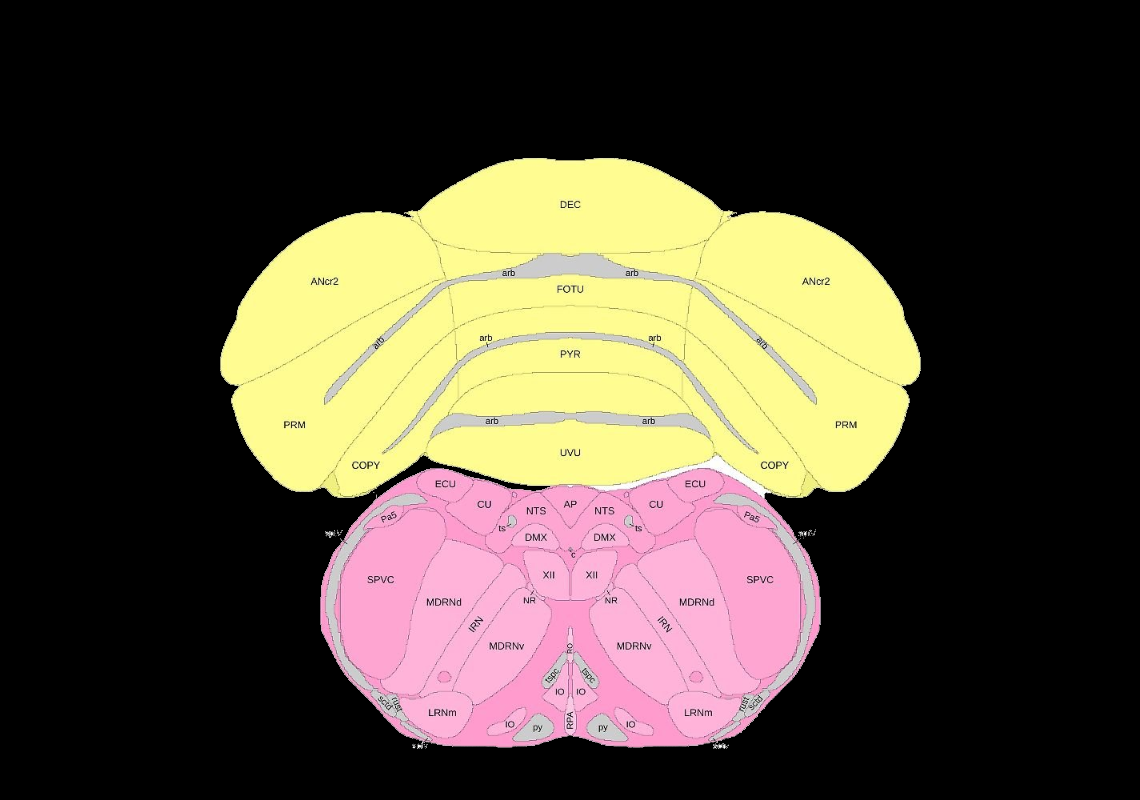 DEC
ANcr2
arb
arb
ANcr2
FOTU
arb
arb
arb
arb
PYR
PRM
arb
arb
PRM
UVU
COPY
COPY
ECU
ECU
CU
AP
CU
NTS
NTS
Pa5
Pa5
ts
ts
DMX
DMX
c
XII
XII
SPVC
SPVC
MDRNd
NR
NR
MDRNd
IRN
IRN
MDRNv
RO
MDRNv
tspc
tspc
IO
IO
sctd
rust
rust
sctd
LRNm
RPA
LRNm
IO
py
py
IO